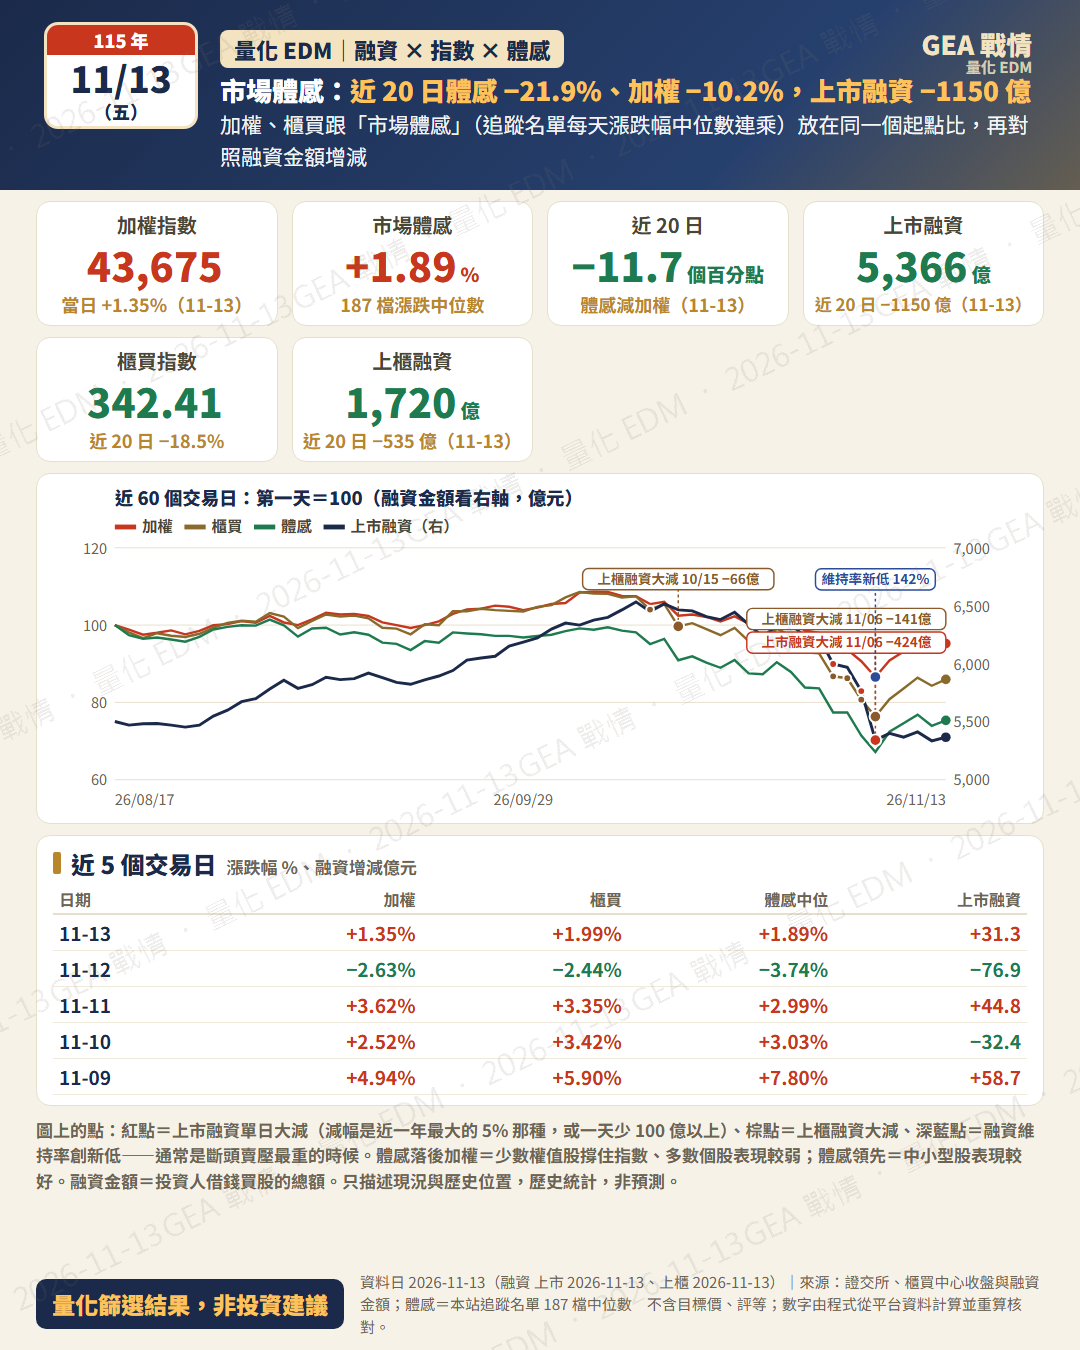 115 年
11/13
（五）
量化 EDM｜融資 × 指數 × 體感
GEA 戰情
量化 EDM
市場體感：近 20 日體感 −21.9%、加權 −10.2%，上市融資 −1150 億
加權、櫃買跟「市場體感」（追蹤名單每天漲跌幅中位數連乘）放在同一個起點比，再對
照融資金額增減
加權指數
43,675
當日 +1.35%（11-13）
市場體感
+1.89 %
187 檔漲跌中位數
近 20 日
−11.7 個百分點
體感減加權（11-13）
上市融資
5,366 億
近 20 日 −1150 億（11-13）
櫃買指數
342.41
近 20 日 −18.5%
上櫃融資
1,720 億
近 20 日 −535 億（11-13）
近 60 個交易日：第一天＝100（融資金額看右軸，億元）
加權 櫃買 體感 上市融資（右）
120 7,000
上櫃融資大減 10/15 −66億 維持率新低 142%
6,500
上櫃融資大減 11/06 −141億
100
上市融資大減 11/06 −424億
6,000
80
5,500
60 5,000
26/08/17 26/09/29 26/11/13
近 5 個交易日 漲跌幅 %、融資增減億元
日期 加權 櫃買 體感中位 上市融資
11-13 +1.35% +1.99% +1.89% +31.3
11-12 −2.63% −2.44% −3.74% −76.9
11-11 +3.62% +3.35% +2.99% +44.8
11-10 +2.52% +3.42% +3.03% −32.4
11-09 +4.94% +5.90% +7.80% +58.7
圖上的點：紅點＝上市融資單日大減（減幅是近一年最大的 5% 那種，或一天少 100 億以上）、棕點＝上櫃融資大減、深藍點＝融資維
持率創新低——通常是斷頭賣壓最重的時候。體感落後加權＝少數權值股撐住指數、多數個股表現較弱；體感領先＝中小型股表現較
好。融資金額＝投資人借錢買股的總額。只描述現況與歷史位置，歷史統計，非預測。
量化篩選結果，非投資建議
資料日 2026-11-13（融資 上市 2026-11-13、上櫃 2026-11-13）｜來源：證交所、櫃買中心收盤與融資
金額；體感＝本站追蹤名單 187 檔中位數　不含目標價、評等；數字由程式從平台資料計算並重算核
對。